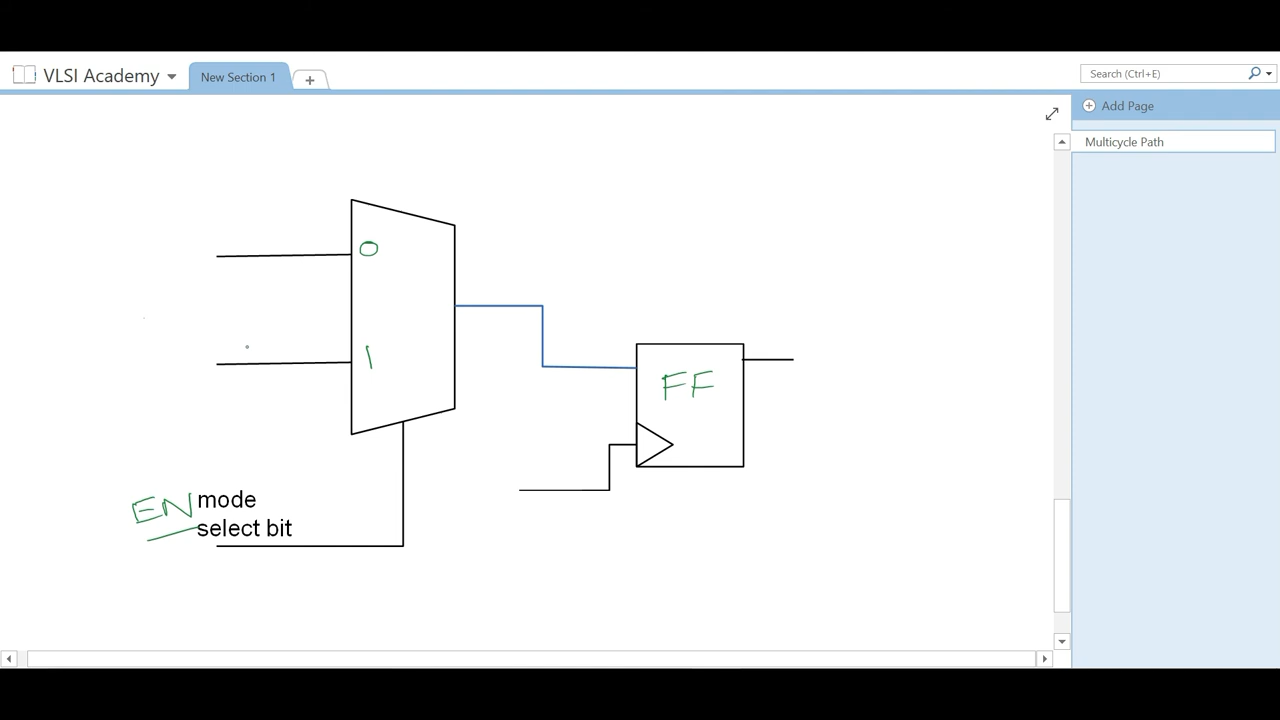 VLSI Academy
New Section 1
+
Search (Ctrl+E)
Add Page
Multicycle Path
0
1
FF
EN mode
select bit